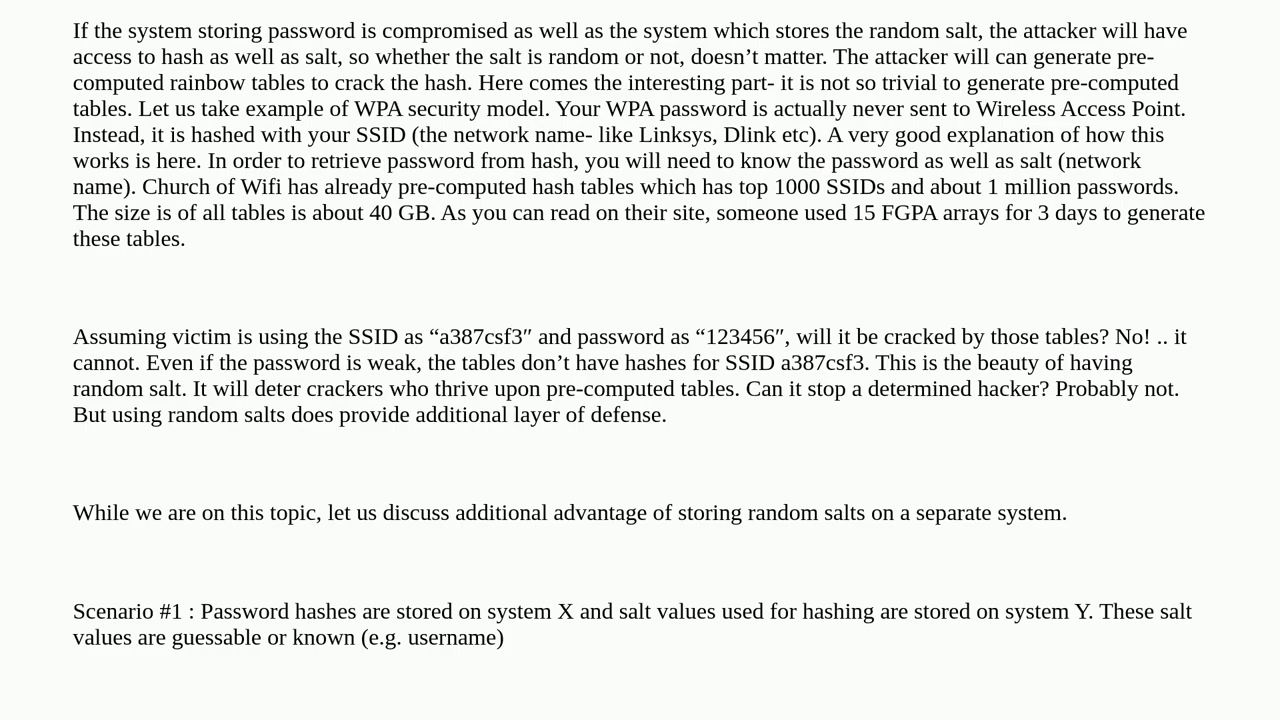 If the system storing password is compromised as well as the system which stores the random salt, the attacker will have
access to hash as well as salt, so whether the salt is random or not, doesn’t matter. The attacker will can generate pre-
computed rainbow tables to crack the hash. Here comes the interesting part- it is not so trivial to generate pre-computed
tables. Let us take example of WPA security model. Your WPA password is actually never sent to Wireless Access Point.
Instead, it is hashed with your SSID (the network name- like Linksys, Dlink etc). A very good explanation of how this
works is here. In order to retrieve password from hash, you will need to know the password as well as salt (network
name). Church of Wifi has already pre-computed hash tables which has top 1000 SSIDs and about 1 million passwords.
The size is of all tables is about 40 GB. As you can read on their site, someone used 15 FGPA arrays for 3 days to generate
these tables.
Assuming victim is using the SSID as “a387csf3″ and password as “123456″, will it be cracked by those tables? No! .. it
cannot. Even if the password is weak, the tables don’t have hashes for SSID a387csf3. This is the beauty of having
random salt. It will deter crackers who thrive upon pre-computed tables. Can it stop a determined hacker? Probably not.
But using random salts does provide additional layer of defense.
While we are on this topic, let us discuss additional advantage of storing random salts on a separate system.
Scenario #1 : Password hashes are stored on system X and salt values used for hashing are stored on system Y. These salt
values are guessable or known (e.g. username)